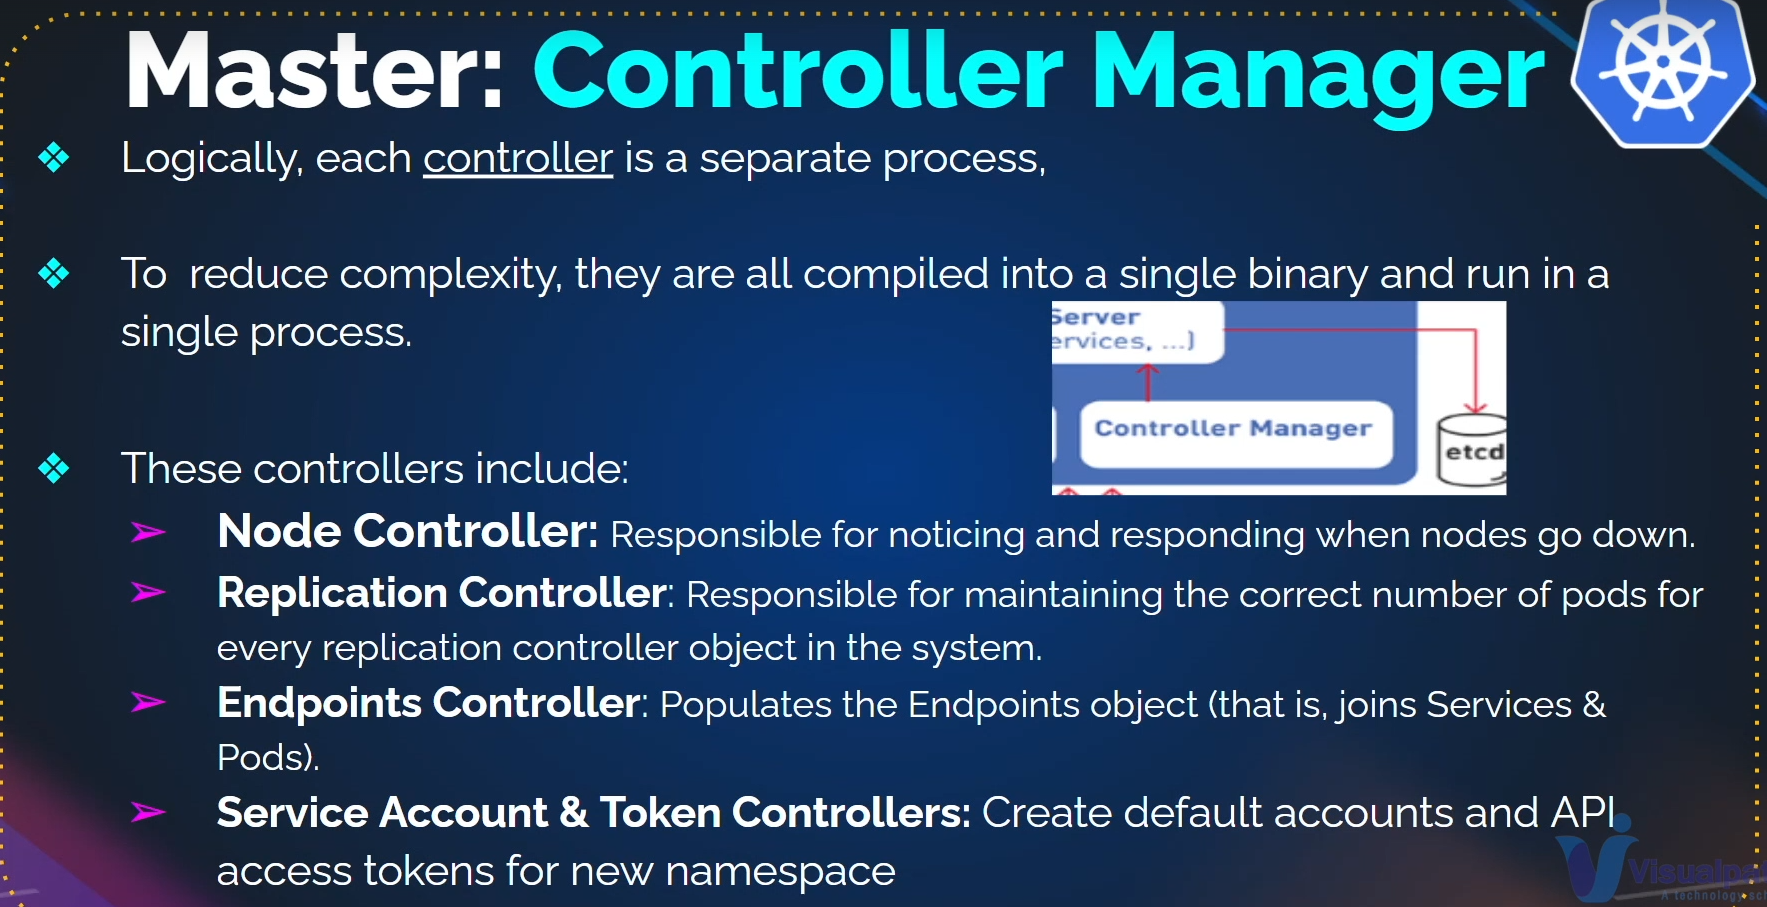 Master: Controller Manager
Logically, each controller is a separate process,
To reduce complexity, they are all compiled into a single binary and run in a
single process.
Server
ervices, ...)
Controller Manager
etcd
These controllers include:
Node Controller: Responsible for noticing and responding when nodes go down.
Replication Controller: Responsible for maintaining the correct number of pods for
every replication controller object in the system.
Endpoints Controller: Populates the Endpoints object (that is, joins Services &
Pods).
Service Account & Token Controllers: Create default accounts and API
access tokens for new namespace
Visualpa
A technology sc